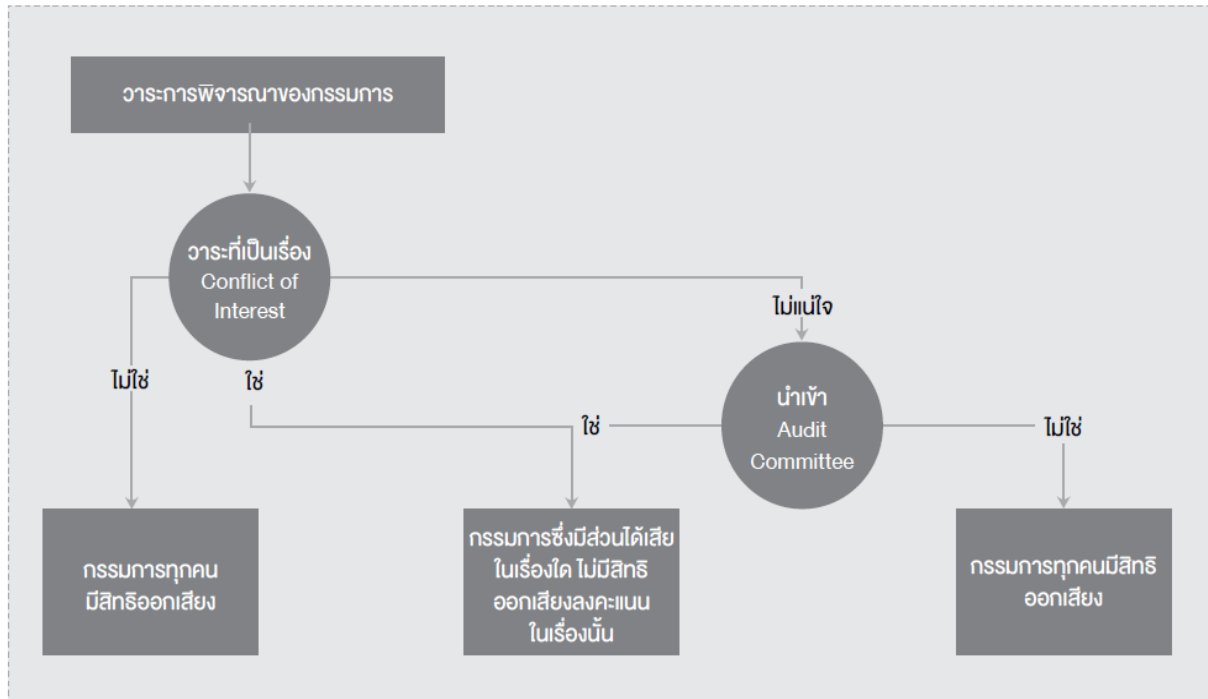 วาระการพิจารณาของกรรมการ
วาระที่เป็นเรื่อง
Conflict of
Interest
ไม่แน่ใจ
ไม่ใช่
ใช่
นำเข้า
Audit
Committee
ใช่
ไม่ใช่
กรรมการทุกคน
มีสิทธิออกเสียง
กรรมการซึ่งมีส่วนได้เสีย
ในเรื่องใด ไม่มีสิทธิ
ออกเสียงลงคะแนน
ในเรื่องนั้น
กรรมการทุกคนมีสิทธิ
ออกเสียง